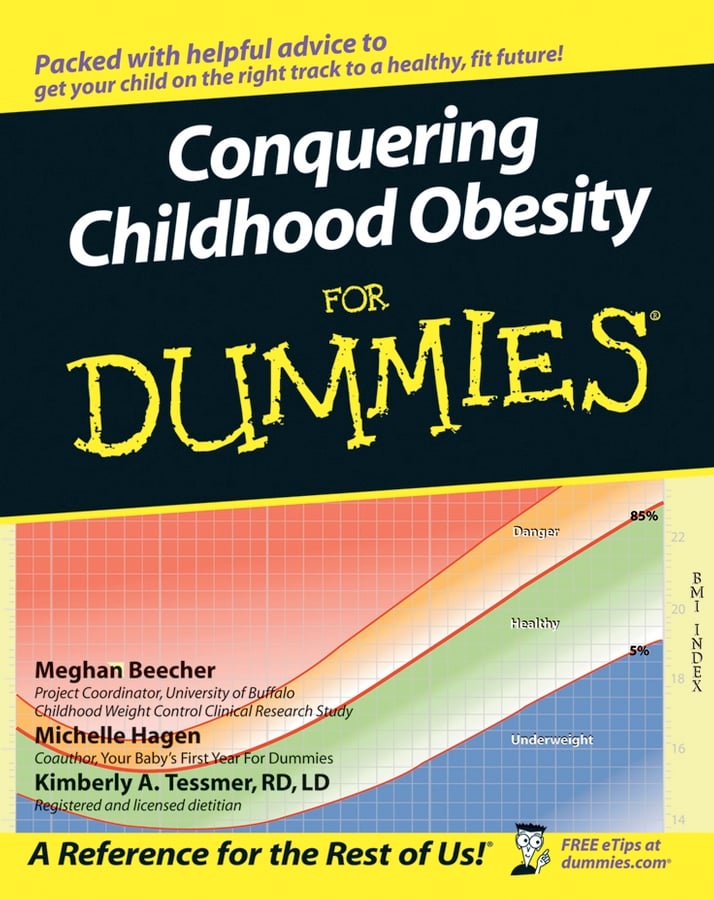 Packed with helpful advice to
get your child on the right track to a healthy, fit future!
Conquering
Childhood Obesity
FOR
DUMMIES®
Danger
85%
22
Healthy
20
5%
18
BMI INDEX
Underweight
16
14
Meghan Beecher
Project Coordinator, University of Buffalo
Childhood Weight Control Clinical Research Study
Michelle Hagen
Coauthor, Your Baby's First Year For Dummies
Kimberly A. Tessmer, RD, LD
Registered and licensed dietitian
A Reference for the Rest of Us!®
FREE eTips at
dummies.com®